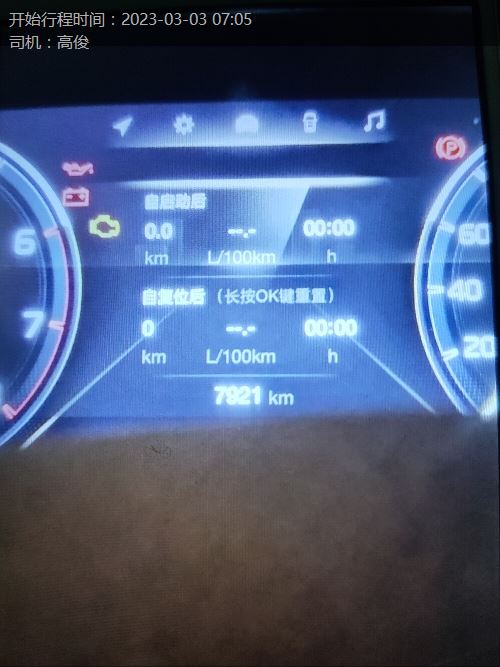 开始行程时间：2023-03-03 07:05
司机：高俊
自启动后
0.0 --.- 00:00
km L/100km h
自复位后（长按OK键重置）
0 --.- 00:00
km L/100km h
7921 km
6
7
60
40
20
P